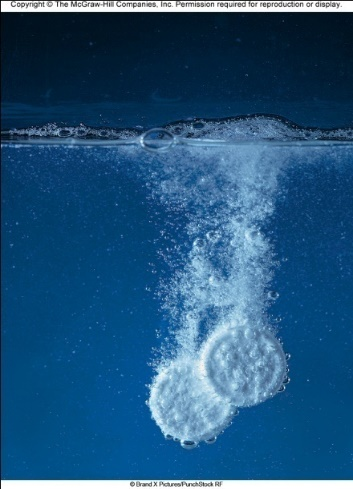 Copyright © The McGraw-Hill Companies, Inc. Permission required for reproduction or display.
© Brand X Pictures/PunchStock RF